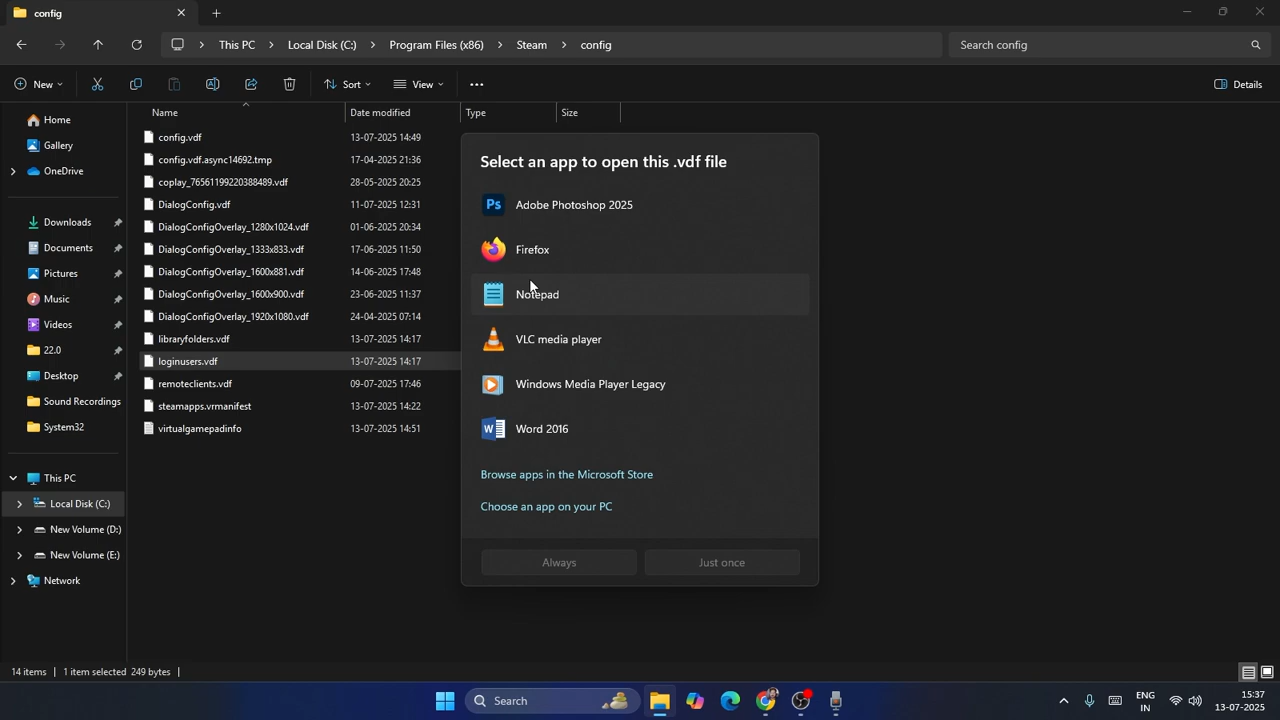 config
This PC > Local Disk (C:) > Program Files (x86) > Steam > config
Search config
New
Sort
View
Details
Name Date modified Type Size
config.vdf 13-07-2025 14:49
config.vdf.async14692.tmp 17-04-2025 21:36
coplay_76561199220388489.vdf 28-05-2025 20:25
DialogConfig.vdf 11-07-2025 12:31
DialogConfigOverlay_1280x1024.vdf 01-06-2025 20:34
DialogConfigOverlay_1333x833.vdf 17-06-2025 11:50
DialogConfigOverlay_1600x881.vdf 14-06-2025 17:48
DialogConfigOverlay_1600x900.vdf 23-06-2025 11:37
DialogConfigOverlay_1920x1080.vdf 24-04-2025 07:14
libraryfolders.vdf 13-07-2025 14:17
loginusers.vdf 13-07-2025 14:17
remoteclients.vdf 09-07-2025 17:46
steamapps.vrmanifest 13-07-2025 14:22
virtualgamepadinfo 13-07-2025 14:51
Home
Gallery
OneDrive
Downloads
Documents
Pictures
Music
Videos
22.0
Desktop
Sound Recordings
System32
This PC
Local Disk (C:)
New Volume (D:)
New Volume (E:)
Network
Select an app to open this .vdf file
Ps Adobe Photoshop 2025
Firefox
Notepad
VLC media player
Windows Media Player Legacy
W Word 2016
Browse apps in the Microsoft Store
Choose an app on your PC
Always
Just once
14 items
1 item selected 249 bytes
Search
ENG
IN
15:37
13-07-2025